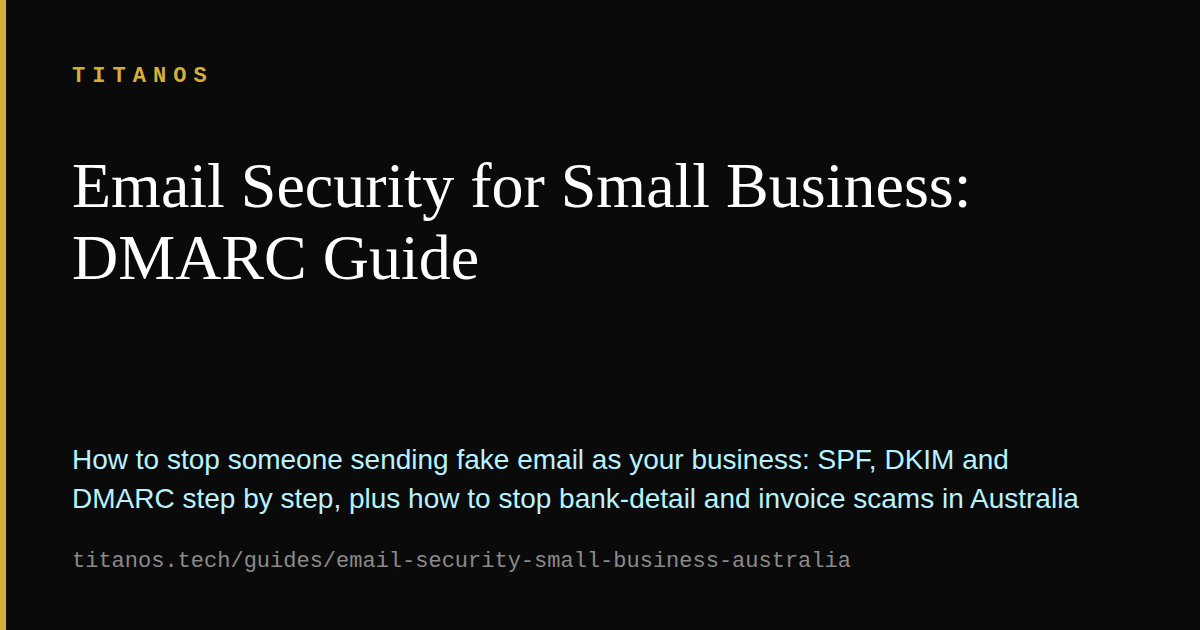 TITANOS
Email Security for Small Business:
DMARC Guide
How to stop someone sending fake email as your business: SPF, DKIM and
DMARC step by step, plus how to stop bank-detail and invoice scams in Australia
titanos.tech/guides/email-security-small-business-australia